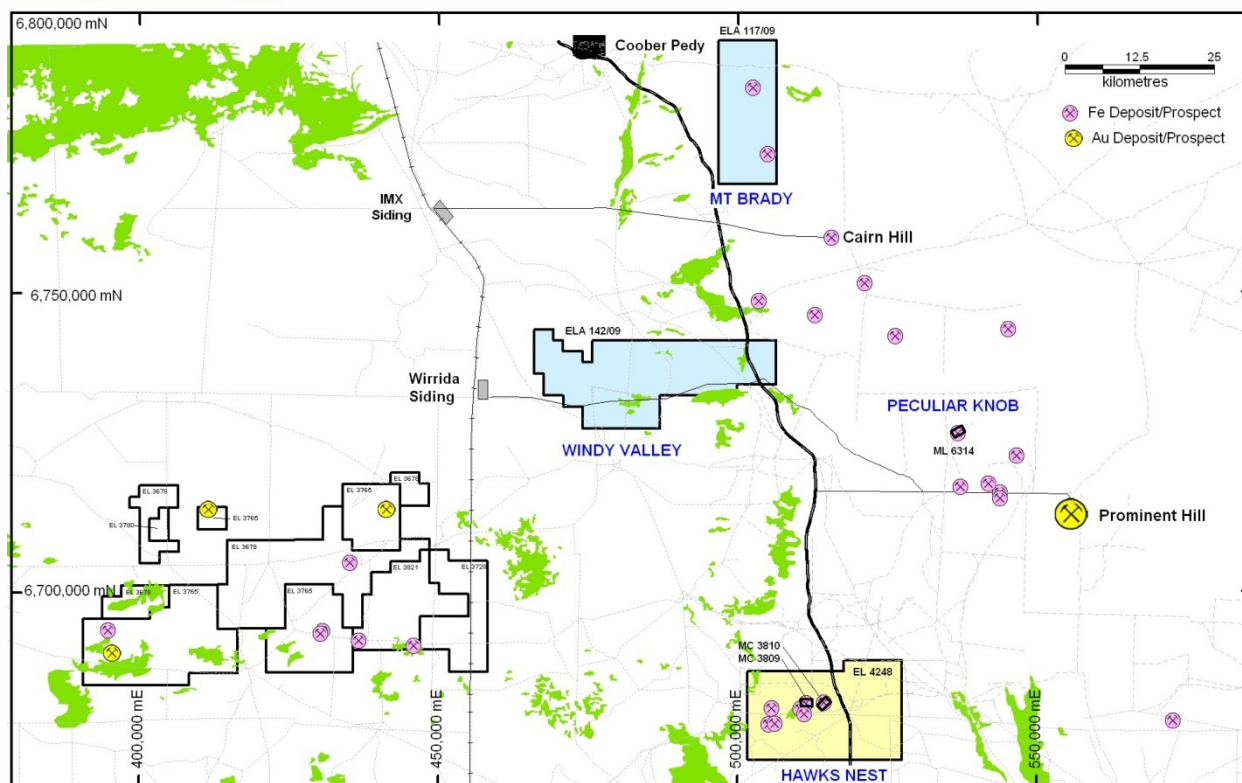 6,800,000 mN
Coober Pedy
ELA 117/09
0 12.5 25
kilometres
Fe Deposit/Prospect
Au Deposit/Prospect
MT BRADY
IMX
Siding
Cairn Hill
6,750,000 mN
ELA 142/09
Wirrida
Siding
WINDY VALLEY
PECULIAR KNOB
ML 6314
EL 3678
EL 3780
EL 3765
EL 3765
EL 3676
Prominent Hill
EL 3678
6,700,000 mN
EL 3678
EL 3765
EL 3765
EL 3821
EL 3728
MC 3810
MC 3809
EL 4248
400,000 mE
450,000 mE
500,000 mE
550,000 mE
HAWKS NEST